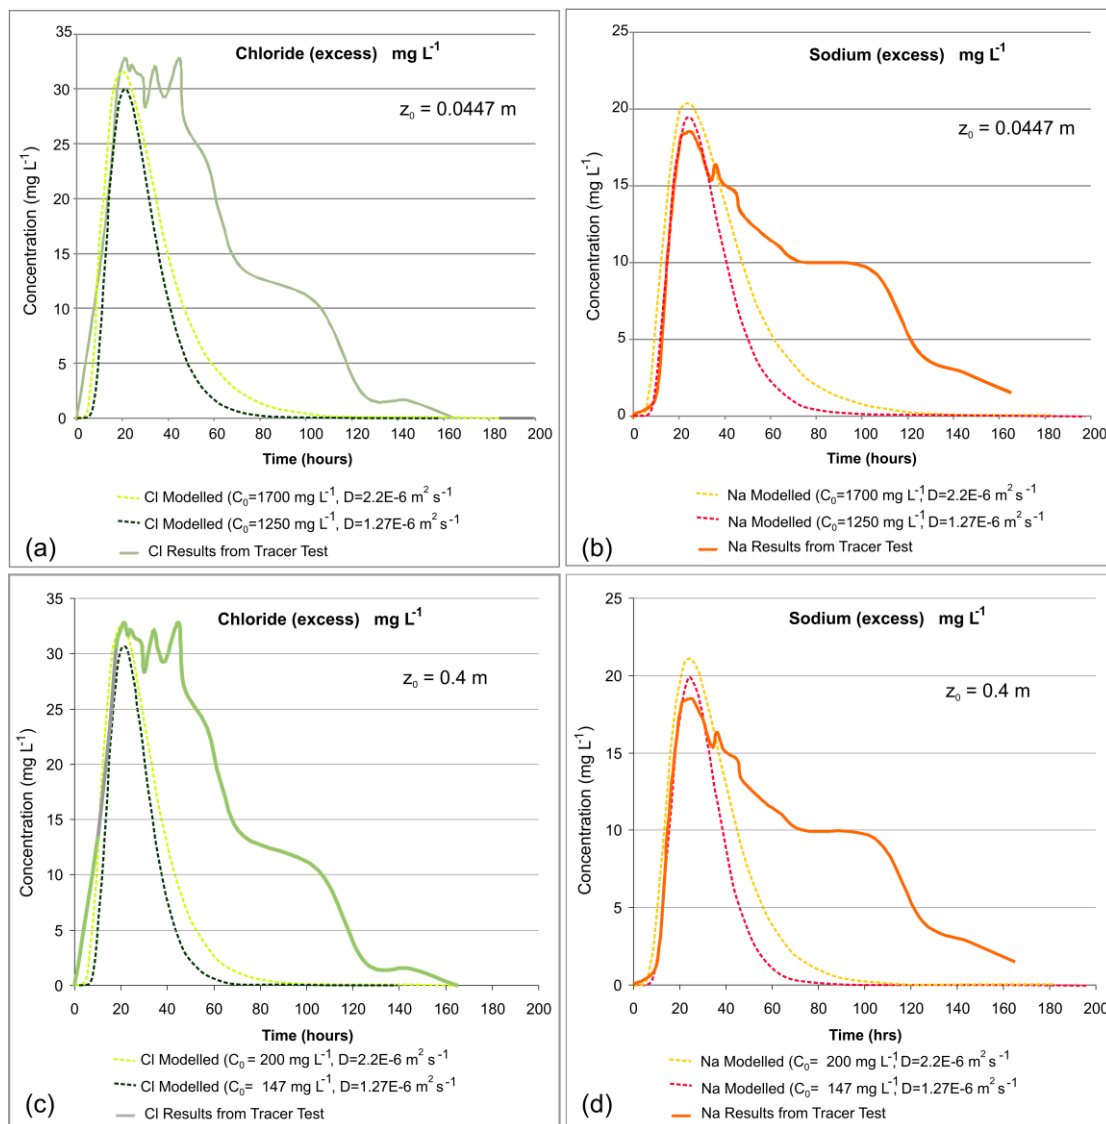 Chloride (excess) mg L⁻¹
z₀ = 0.0447 m
Concentration (mg L⁻¹)
35
30
25
20
15
10
5
0
0 20 40 60 80 100 120 140 160 180 200
Time (hours)
Cl Modelled (C₀=1700 mg L⁻¹, D=2.2E-6 m² s⁻¹
Cl Modelled (C₀=1250 mg L⁻¹, D=1.27E-6 m² s⁻¹
Cl Results from Tracer Test
(a)
Sodium (excess) mg L⁻¹
z₀ = 0.0447 m
Concentration (mg L⁻¹)
25
20
15
10
5
0
0 20 40 60 80 100 120 140 160 180 200
Time (hours)
Na Modelled (C₀=1700 mg L⁻¹, D=2.2E-6 m² s⁻¹
Na Modelled (C₀=1250 mg L⁻¹, D=1.27E-6 m² s⁻¹
Na Results from Tracer Test
(b)
Chloride (excess) mg L⁻¹
z₀ = 0.4 m
Concentration (mg L⁻¹)
35
30
25
20
15
10
5
0
0 20 40 60 80 100 120 140 160 180 200
Time (hours)
Cl Modelled (C₀ = 200 mg L⁻¹, D=2.2E-6 m² s⁻¹
Cl Modelled (C₀= 147 mg L⁻¹, D=1.27E-6 m² s⁻¹
Cl Results from Tracer Test
(c)
Sodium (excess) mg L⁻¹
z₀ = 0.4 m
Concentration (mg L⁻¹)
25
20
15
10
5
0
0 20 40 60 80 100 120 140 160 180 200
Time (hrs)
Na Modelled (C₀= 200 mg L⁻¹, D=2.2E-6 m² s⁻¹
Na Modelled (C₀= 147 mg L⁻¹, D=1.27E-6 m² s⁻¹
Na Results from Tracer Test
(d)